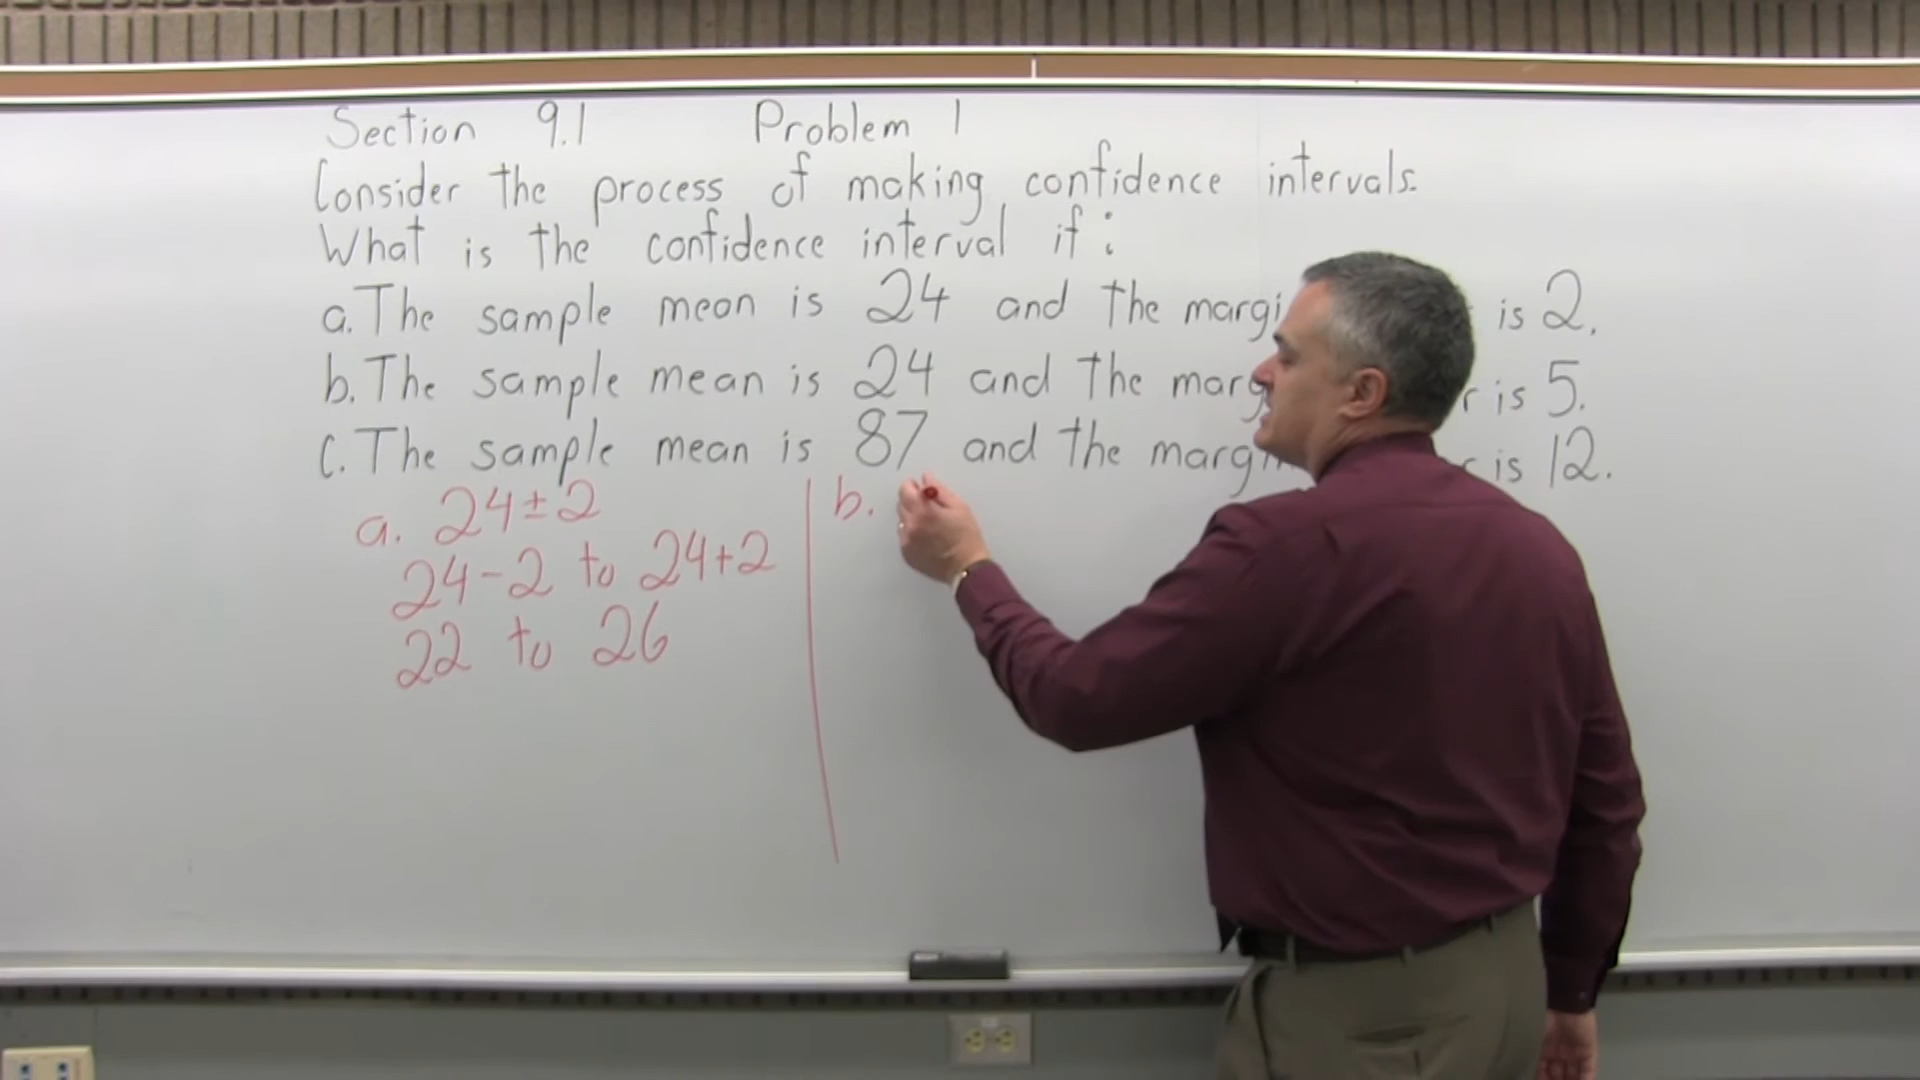 Section 9.1 Problem 1
Consider the process of making confidence intervals.
What is the confidence interval if:
a. The sample mean is 24 and the margi is 2.
b. The sample mean is 24 and the marg r is 5.
c. The sample mean is 87 and the margin r is 12.
a. 24±2
24-2 to 24+2
22 to 26
b.